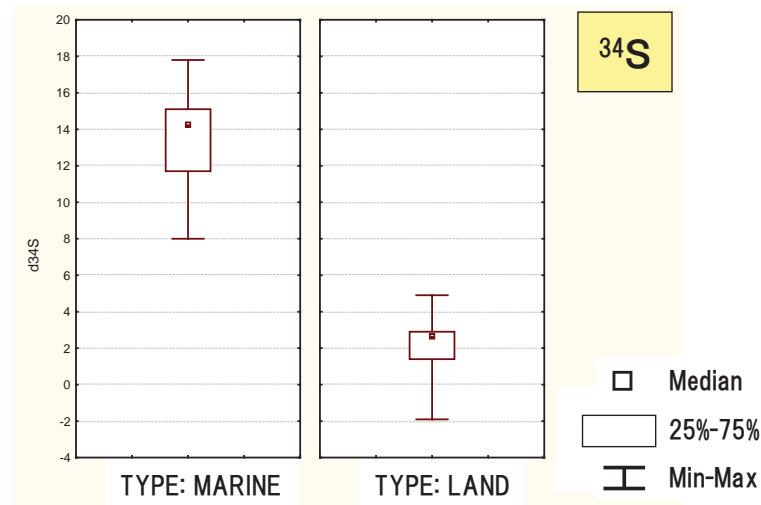 ³⁴S
20
18
16
14
12
10
8
6
4
2
0
-2
-4
d34S
TYPE: MARINE
TYPE: LAND
Median
25%-75%
Min-Max